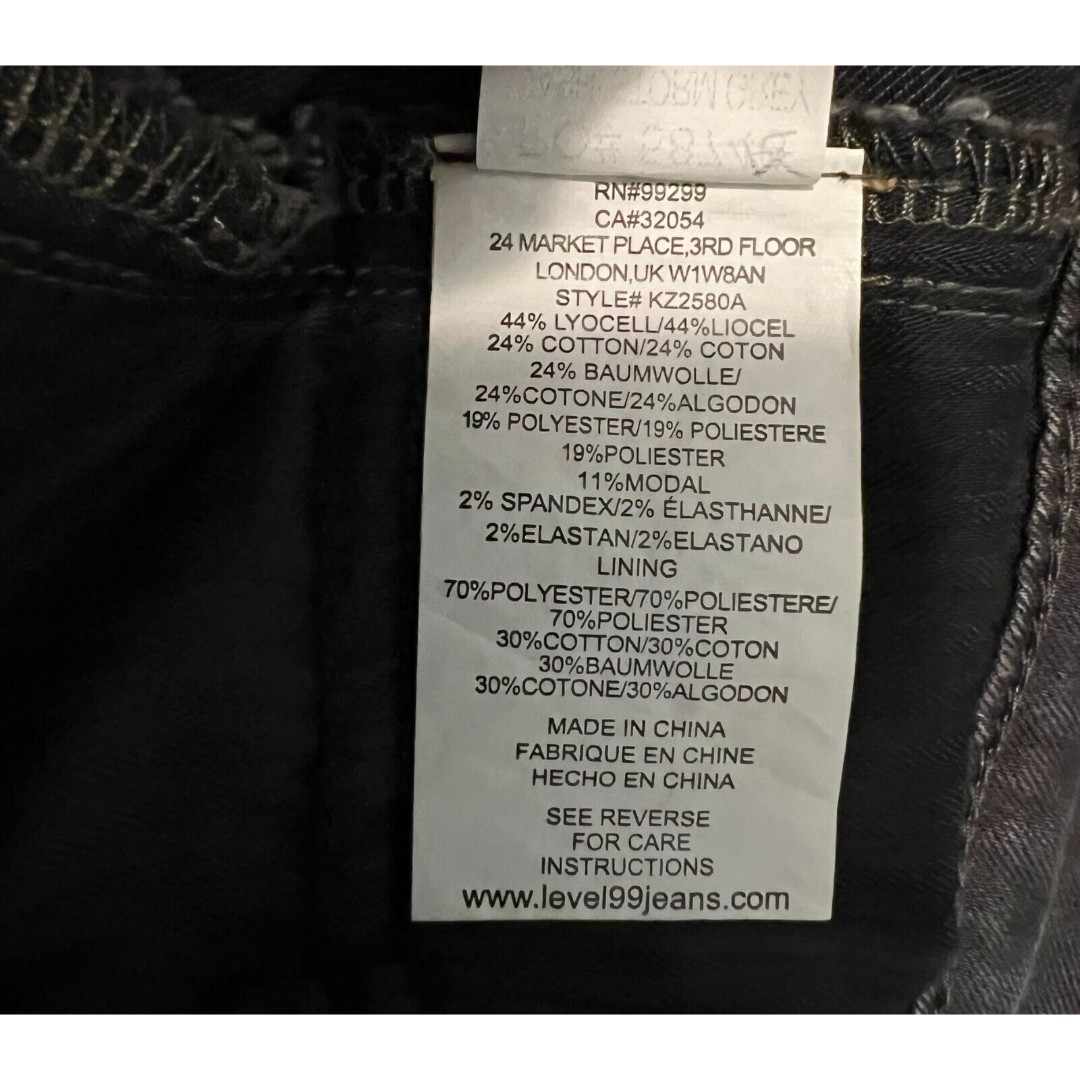 RN#99299
CA#32054
24 MARKET PLACE,3RD FLOOR
LONDON,UK W1W8AN
STYLE# KZ2580A
44% LYOCELL/44%LIOCEL
24% COTTON/24% COTON
24% BAUMWOLLE/
24%COTONE/24%ALGODON
19% POLYESTER/19% POLIESTERE
19%POLIESTER
11%MODAL
2% SPANDEX/2% ÉLASTHANNE/
2%ELASTAN/2%ELASTANO
LINING
70%POLYESTER/70%POLIESTERE/
70%POLIESTER
30%COTTON/30%COTON
30%BAUMWOLLE
30%COTONE/30%ALGODON
MADE IN CHINA
FABRIQUE EN CHINE
HECHO EN CHINA
SEE REVERSE
FOR CARE
INSTRUCTIONS
www.level99jeans.com